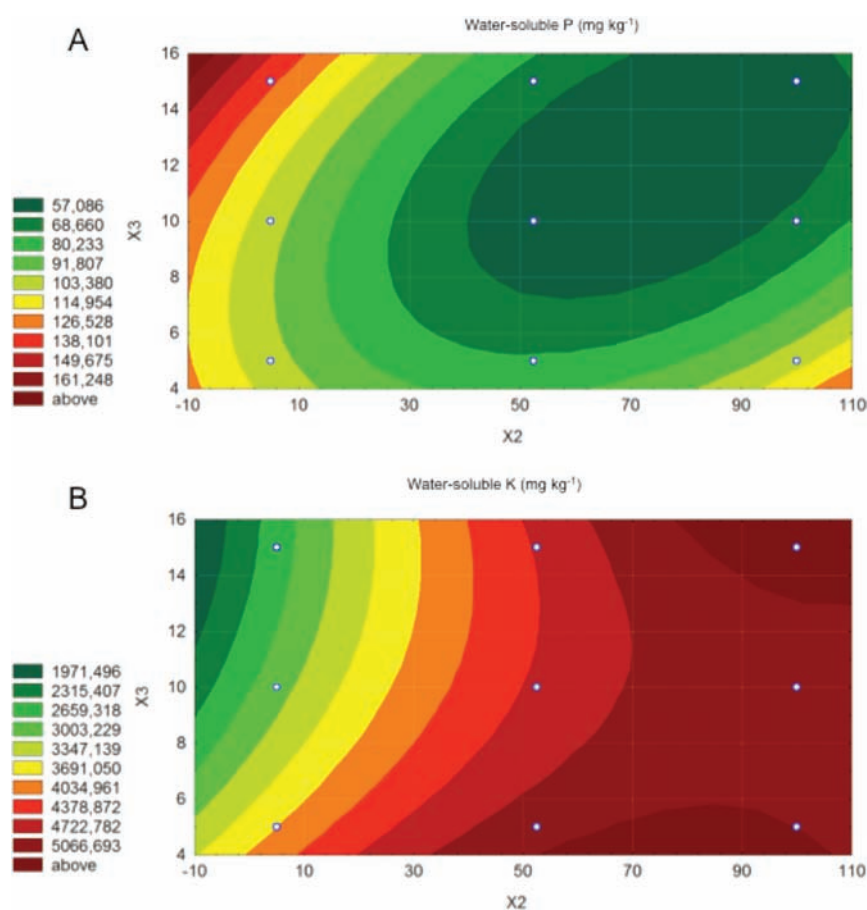 A
Water-soluble P (mg kg-1)
16
14
12
10
8
6
4
X3
57,086
68,660
80,233
91,807
103,380
114,954
126,528
138,101
149,675
161,248
above
-10 10 30 50 70 90 110
X2
B
Water-soluble K (mg kg-1)
16
14
12
10
8
6
4
X3
1971,496
2315,407
2659,318
3003,229
3347,139
3691,050
4034,961
4378,872
4722,782
5066,693
above
-10 10 30 50 70 90 110
X2